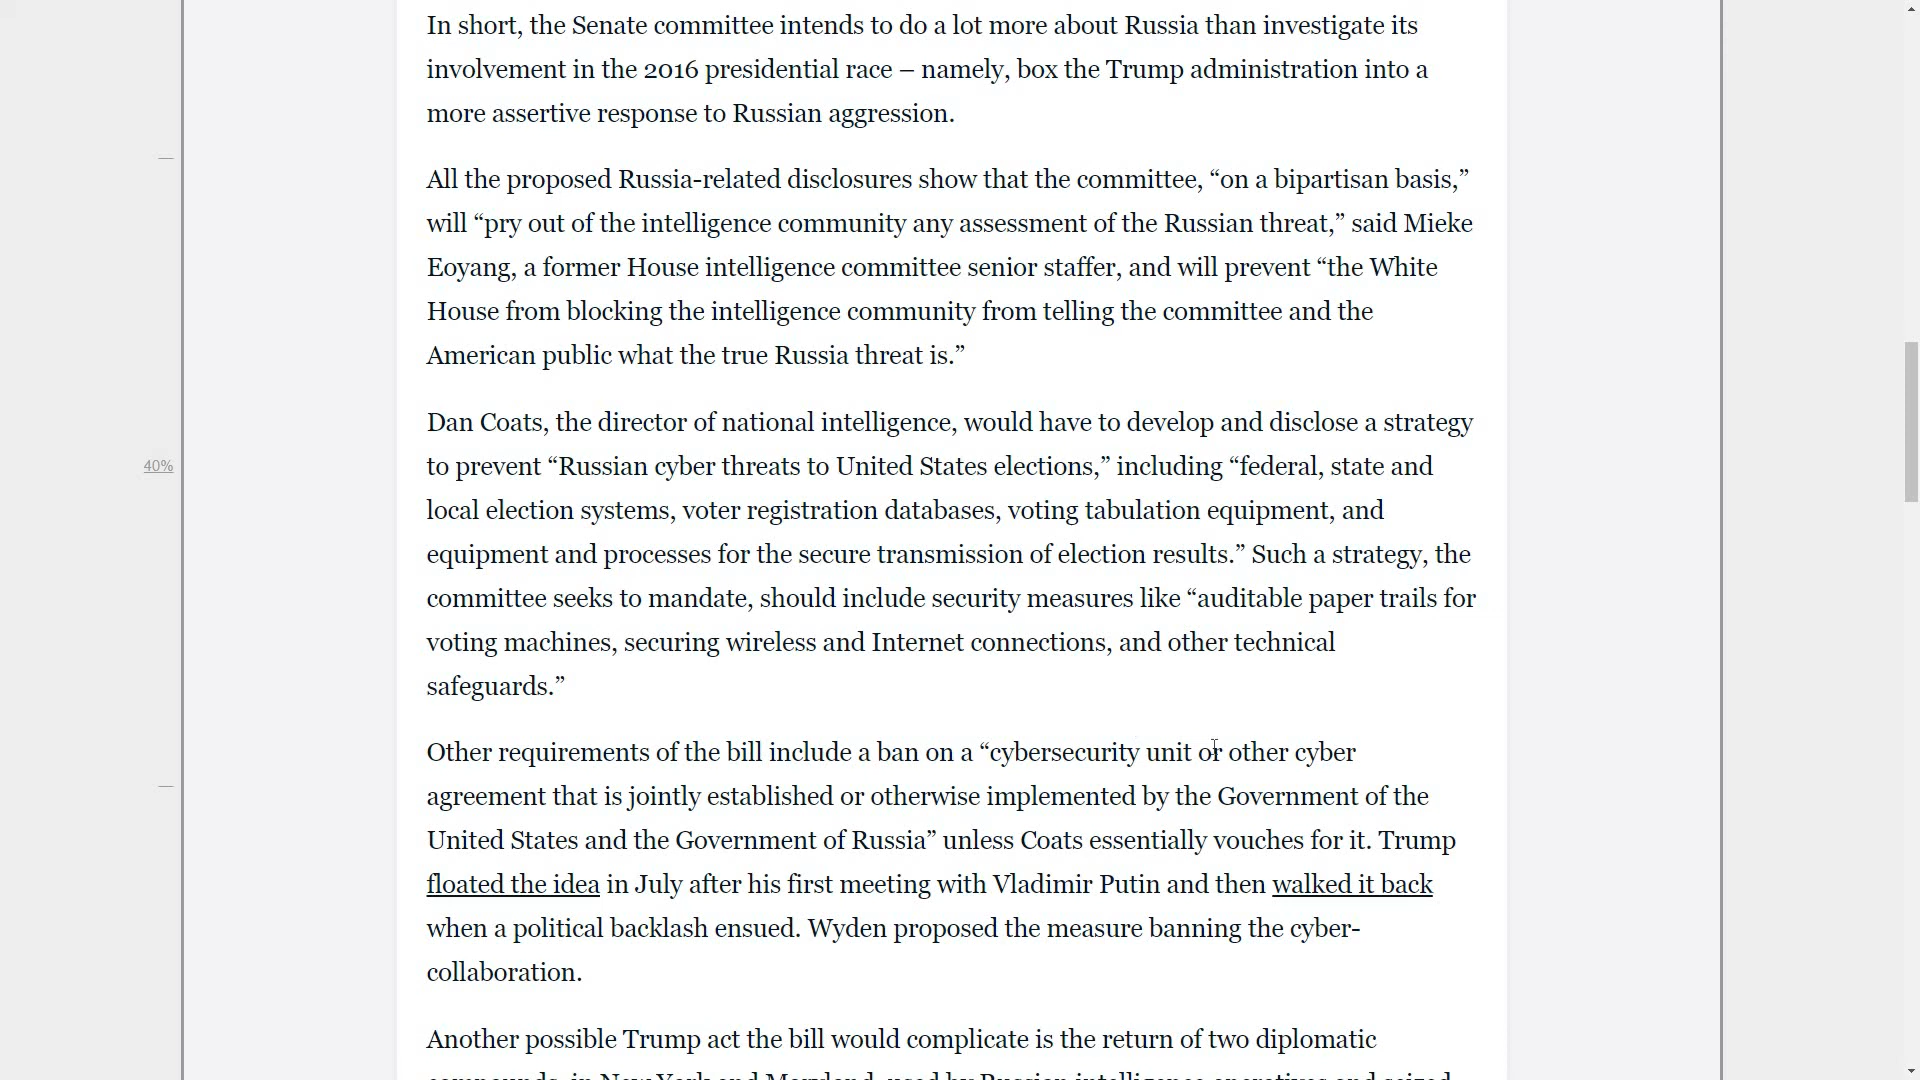 In short, the Senate committee intends to do a lot more about Russia than investigate its
involvement in the 2016 presidential race – namely, box the Trump administration into a
more assertive response to Russian aggression.
All the proposed Russia-related disclosures show that the committee, “on a bipartisan basis,”
will “pry out of the intelligence community any assessment of the Russian threat,” said Mieke
Eoyang, a former House intelligence committee senior staffer, and will prevent “the White
House from blocking the intelligence community from telling the committee and the
American public what the true Russia threat is.”
Dan Coats, the director of national intelligence, would have to develop and disclose a strategy
40%
to prevent “Russian cyber threats to United States elections,” including “federal, state and
local election systems, voter registration databases, voting tabulation equipment, and
equipment and processes for the secure transmission of election results.” Such a strategy, the
committee seeks to mandate, should include security measures like “auditable paper trails for
voting machines, securing wireless and Internet connections, and other technical
safeguards.”
Other requirements of the bill include a ban on a “cybersecurity unit or other cyber
agreement that is jointly established or otherwise implemented by the Government of the
United States and the Government of Russia” unless Coats essentially vouches for it. Trump
floated the idea in July after his first meeting with Vladimir Putin and then walked it back
when a political backlash ensued. Wyden proposed the measure banning the cyber-
collaboration.
Another possible Trump act the bill would complicate is the return of two diplomatic
compounds, in New York and Maryland, used by Russian intelligence operatives and seized